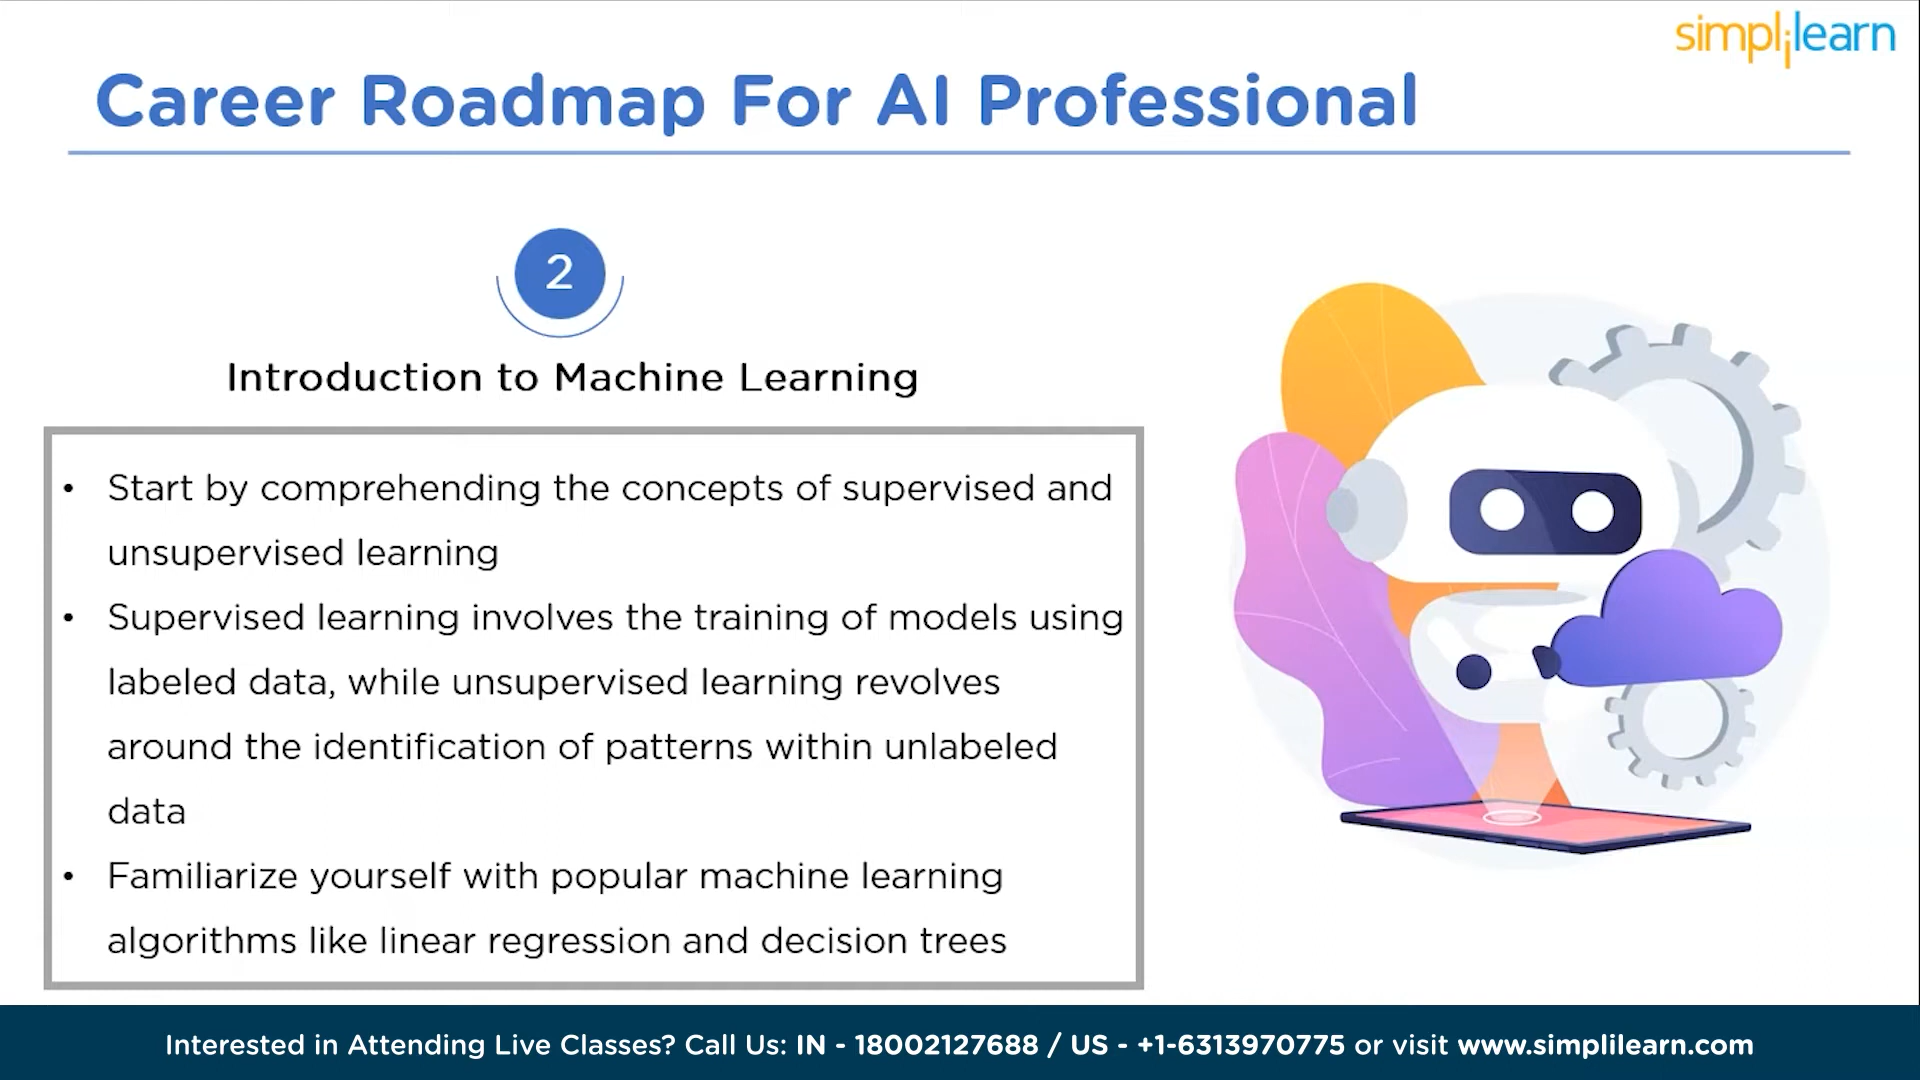 simplilearn
Career Roadmap For AI Professional
2
Introduction to Machine Learning
• Start by comprehending the concepts of supervised and
unsupervised learning
• Supervised learning involves the training of models using
labeled data, while unsupervised learning revolves
around the identification of patterns within unlabeled
data
• Familiarize yourself with popular machine learning
algorithms like linear regression and decision trees
Interested in Attending Live Classes? Call Us: IN - 18002127688 / US - +1-6313970775 or visit www.simplilearn.com